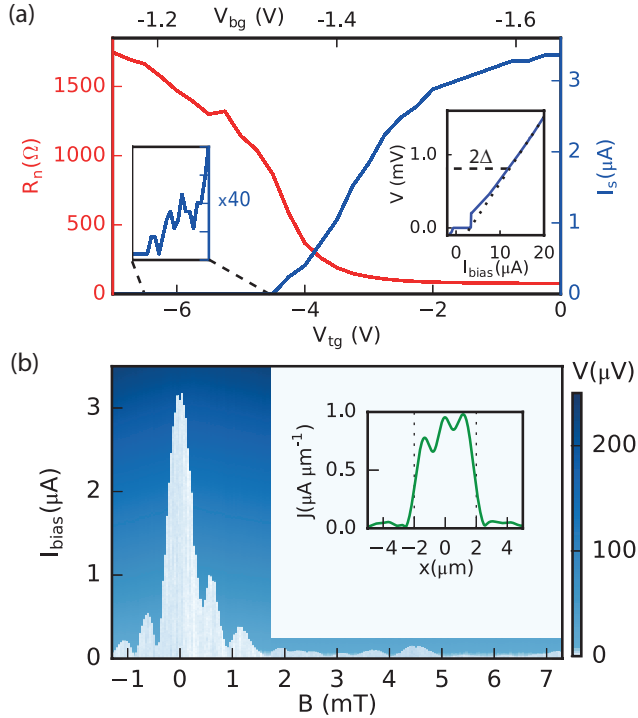 (a)
V_bg (V)
-1.2 -1.4 -1.6
R_n(Ω)
1500
1000
500
0
x40
2Δ
V (mV)
1.0
0.0
0 10 20
I_bias(μA)
3
2
1
0
I_s(μA)
-6 -4 -2 0
V_tg (V)
(b)
V(μV)
I_bias(μA)
3
2
1
0
J(μA μm⁻¹)
1.0
0.5
0.0
-4 -2 0 2 4
x(μm)
200
100
0
-1 0 1 2 3 4 5 6 7
B (mT)